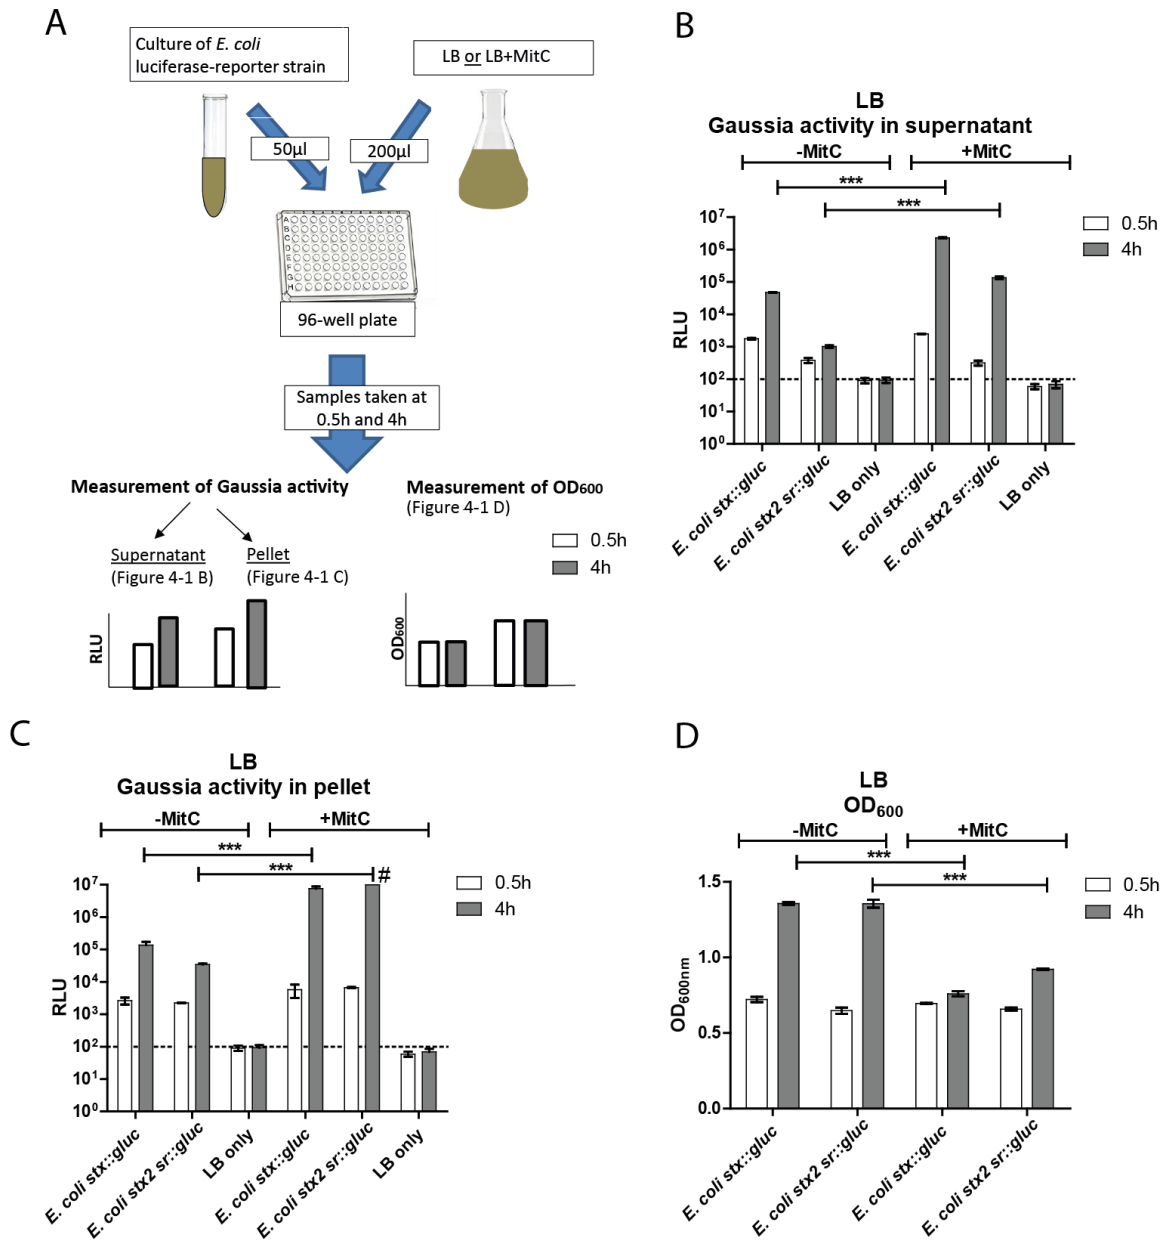 A
Culture of E. coli
luciferase-reporter strain
LB or LB+MitC
50µl
200µl
A
B
C
D
E
F
G
H
96-well plate
Samples taken at
0.5h and 4h
Measurement of Gaussia activity
Supernatant
(Figure 4-1 B)
Pellet
(Figure 4-1 C)
RLU
Measurement of OD600
(Figure 4-1 D)
0.5h
4h
OD600
B
LB
Gaussia activity in supernatant
-MitC
+MitC
***
***
0.5h
4h
RLU
10⁷
10⁶
10⁵
10⁴
10³
10²
10¹
10⁰
E. coli stx::gluc
E. coli stx2 sr::gluc
LB only
E. coli stx::gluc
E. coli stx2 sr::gluc
LB only
C
LB
Gaussia activity in pellet
-MitC
+MitC
***
***
#
0.5h
4h
RLU
10⁷
10⁶
10⁵
10⁴
10³
10²
10¹
10⁰
E. coli stx::gluc
E. coli stx2 sr::gluc
LB only
E. coli stx::gluc
E. coli stx2 sr::gluc
LB only
D
LB
OD600
-MitC
+MitC
***
***
0.5h
4h
OD600nm
1.5
1.0
0.5
0.0
E. coli stx::gluc
E. coli stx2 sr::gluc
E. coli stx::gluc
E. coli stx2 sr::gluc